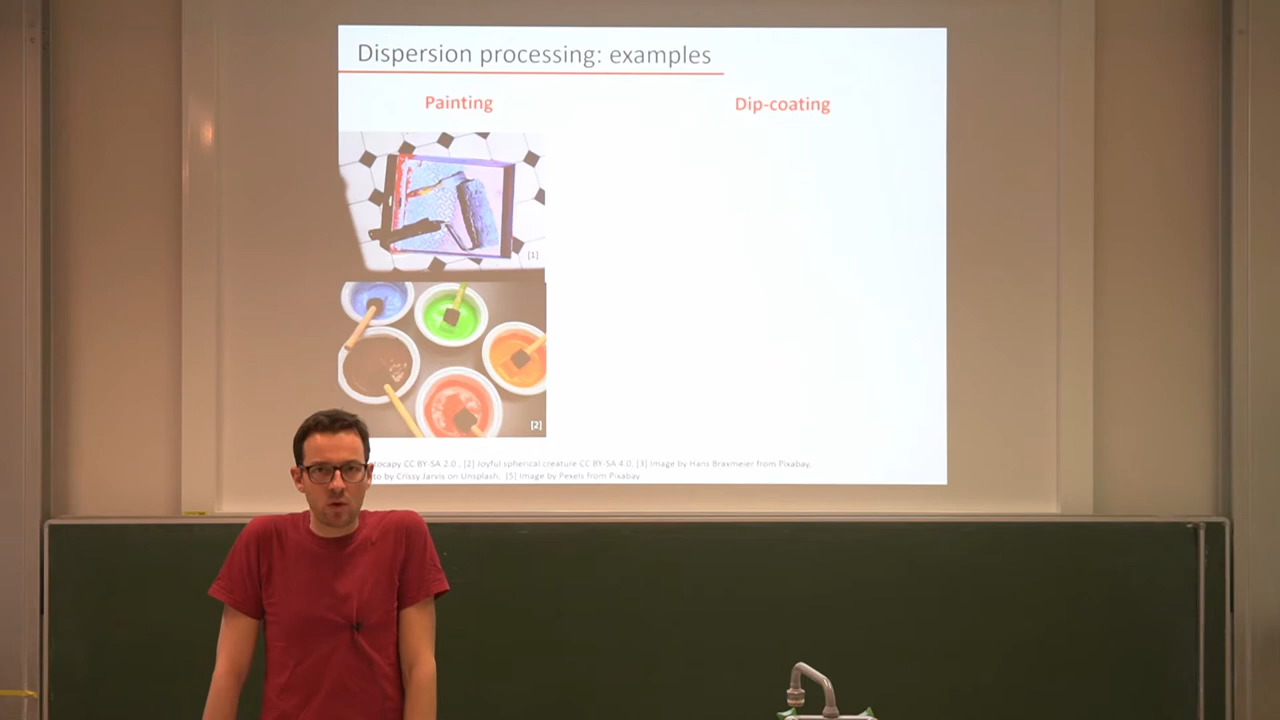 Dispersion processing: examples
Painting
Dip-coating
[1]
[2]
CC BY-SA 2.0., [2] Joyful spherical creature CC BY-SA 4.0, [3] Image by Hans Braxmeier from Pixabay,
by Crissy Jarvis on Unsplash, [5] Image by Pexels from Pixabay